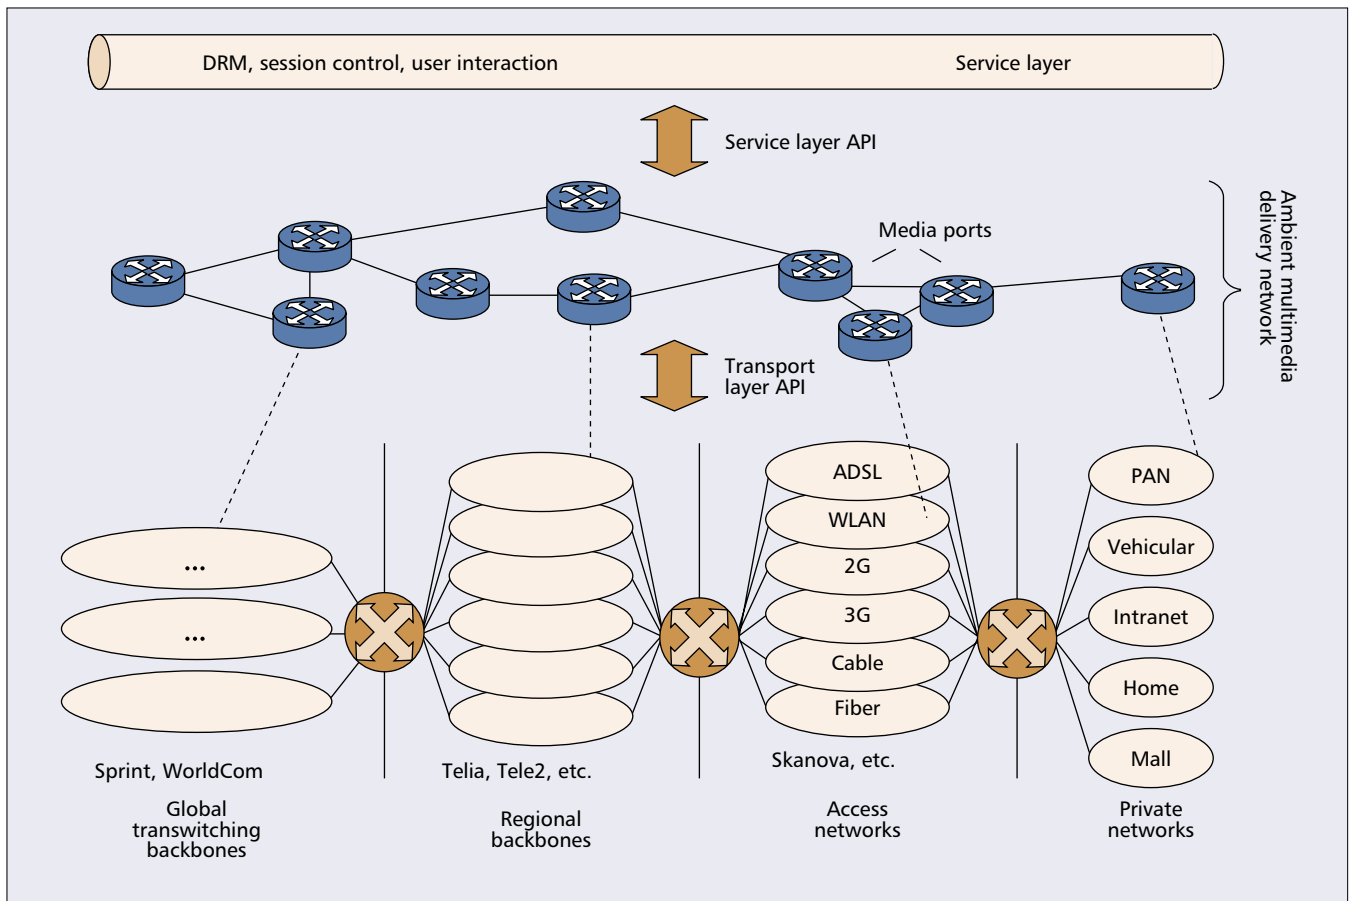 DRM, session control, user interaction
Service layer
Service layer API
Media ports
Ambient multimedia
delivery network
Transport
layer API
ADSL
WLAN
2G
3G
Cable
Fiber
PAN
Vehicular
Intranet
Home
Mall
...
...
Sprint, WorldCom
Telia, Tele2, etc.
Skanova, etc.
Global
transwitching
backbones
Regional
backbones
Access
networks
Private
networks